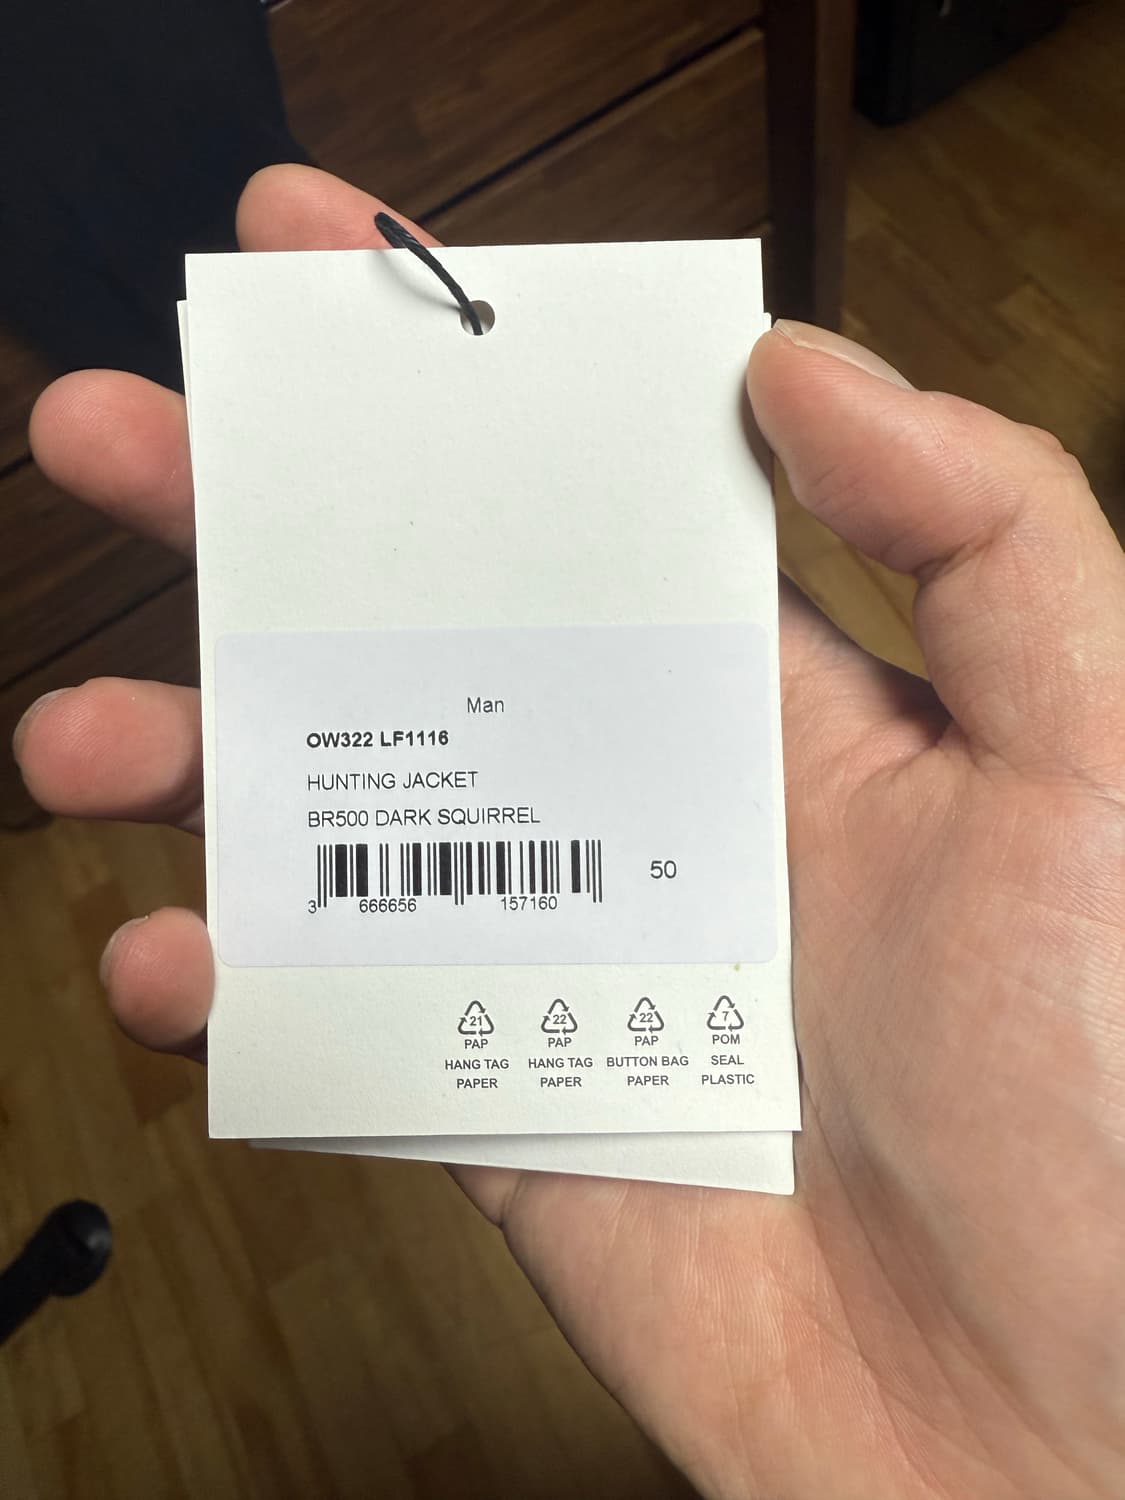 Man
OW322 LF1116
HUNTING JACKET
BR500 DARK SQUIRREL
50
3 666656 157160
21 22 22 7
PAP PAP PAP POM
HANG TAG HANG TAG BUTTON BAG SEAL
PAPER PAPER PAPER PLASTIC